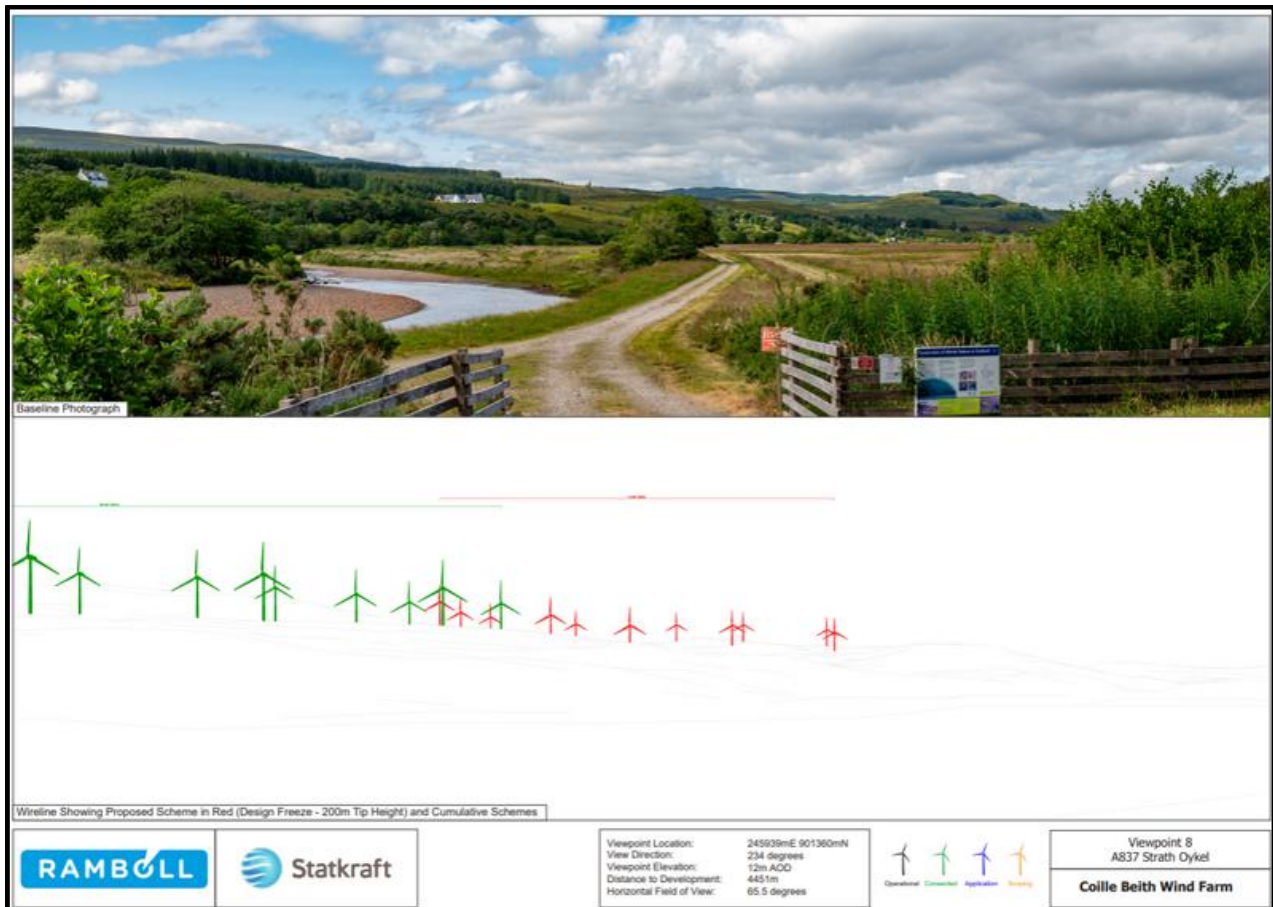 Baseline Photograph
Wireline Showing Proposed Scheme in Red (Design Freeze - 200m Tip Height) and Cumulative Schemes
RAMBOLL
Statkraft
Viewpoint Location: 245939mE 901360mN
View Direction: 234 degrees
Viewpoint Elevation: 12m AOD
Distance to Development: 4451m
Horizontal Field of View: 65.5 degrees
Operational Consented Application Scoping
Viewpoint 8
A837 Strath Oykel
Coille Beith Wind Farm